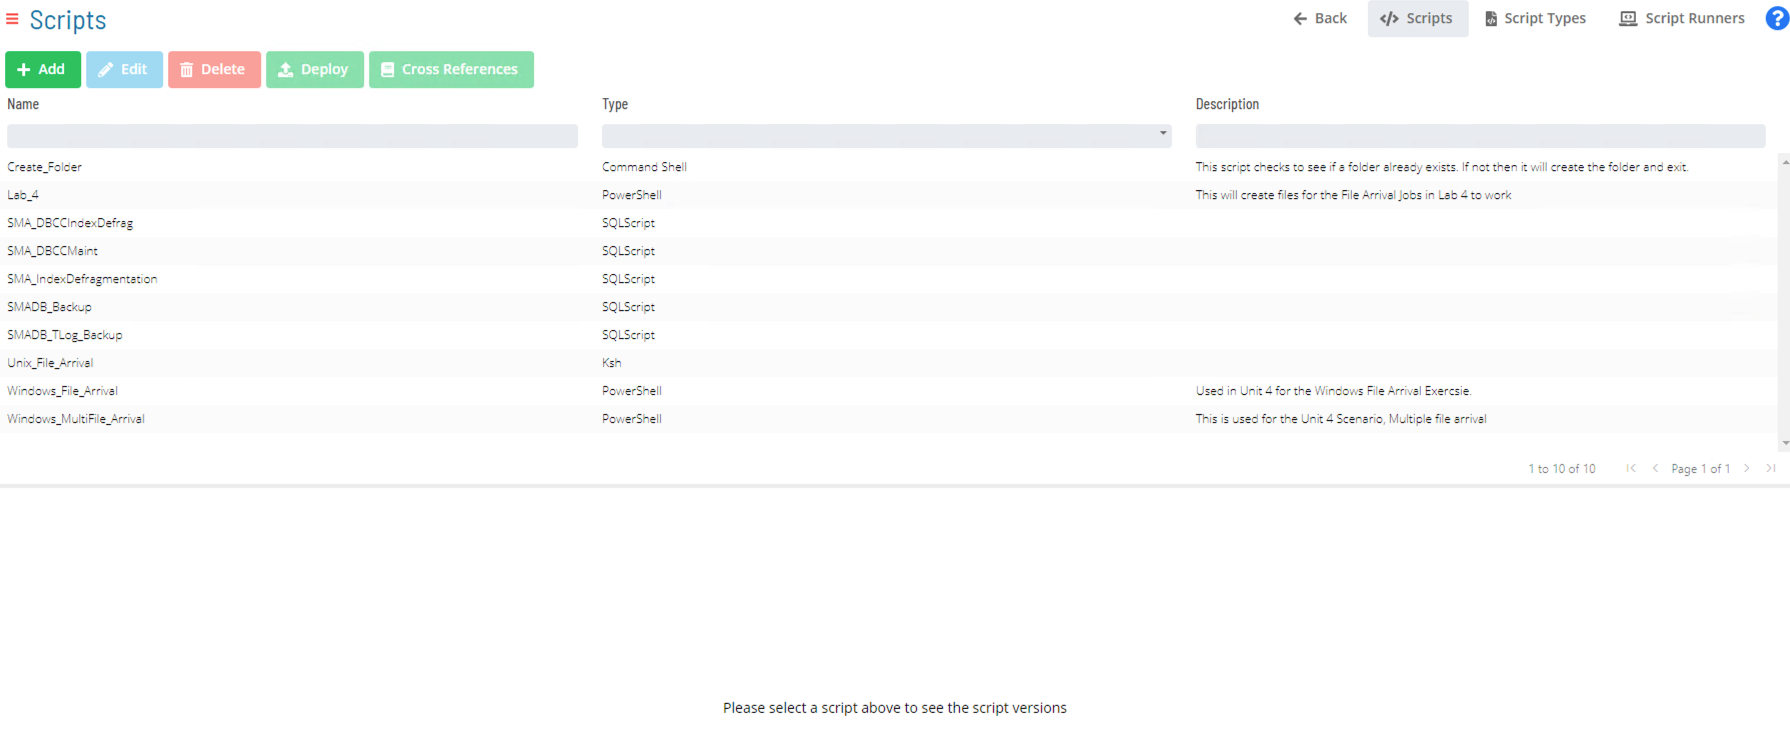 Scripts
Back Scripts Script Types Script Runners ?
Add Edit Delete Deploy Cross References
Name Type Description
Create_Folder Command Shell This script checks to see if a folder already exists. If not then it will create the folder and exit.
Lab_4 PowerShell This will create files for the File Arrival Jobs in Lab 4 to work
SMA_DBCCIndexDefrag SQLScript
SMA_DBCCMaint SQLScript
SMA_IndexDefragmentation SQLScript
SMADB_Backup SQLScript
SMADB_TLog_Backup SQLScript
Unix_File_Arrival Ksh
Windows_File_Arrival PowerShell Used in Unit 4 for the Windows File Arrival Exercsie.
Windows_MultiFile_Arrival PowerShell This is used for the Unit 4 Scenario, Multiple file arrival
1 to 10 of 10 Page 1 of 1
Please select a script above to see the script versions